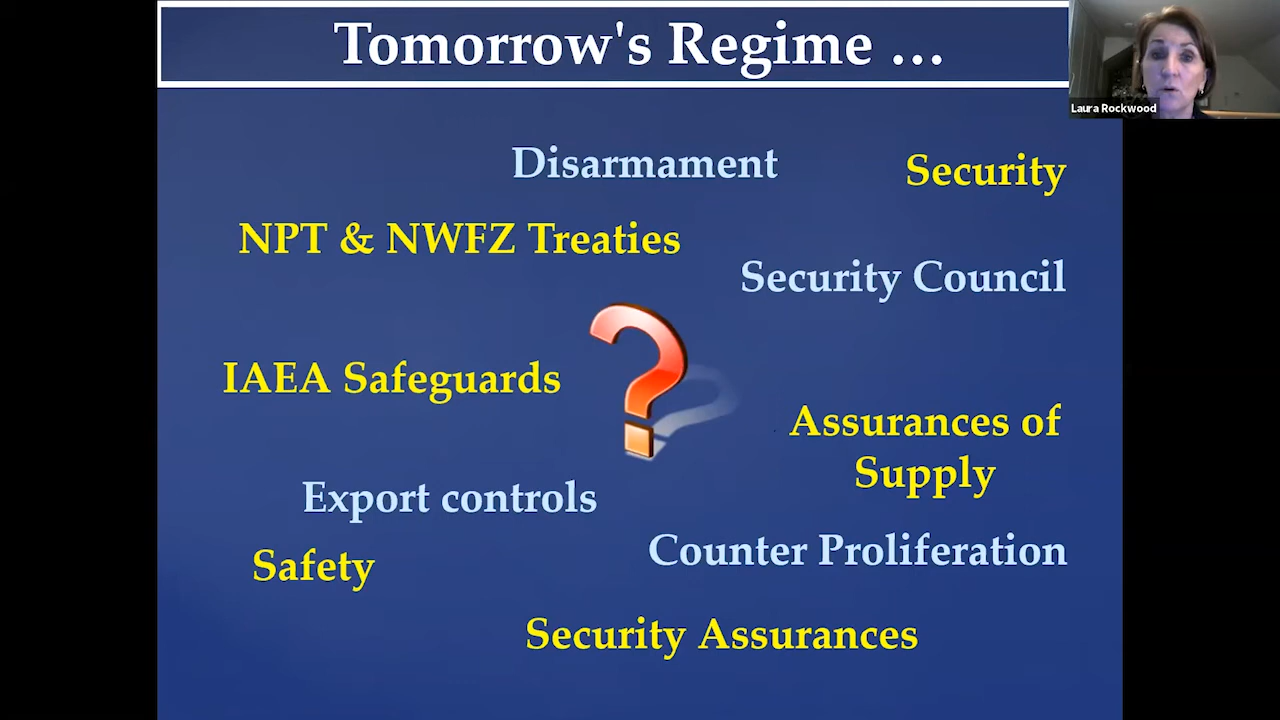 Tomorrow's Regime ...
Laura Rockwood
Disarmament
Security
NPT & NWFZ Treaties
Security Council
IAEA Safeguards
Assurances of
Supply
Export controls
Counter Proliferation
Safety
Security Assurances